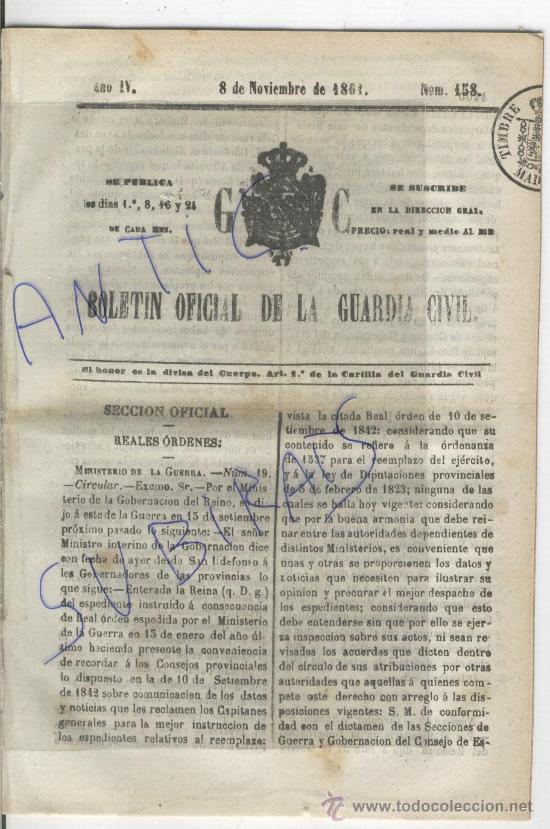 Año IV.
8 de Noviembre de 1861.
Núm. 158.
TIMBRE
MAD
SE PUBLICA
los dias 1.º, 8, 16 y 24
DE CADA MES.
G C
SE SUSCRIBE
EN LA DIRECCION GRAL,
PRECIO: real y medio AL MES
BOLETIN OFICIAL DE LA GUARDIA CIVIL.
El honor es la divisa del Cuerpo. Art. 1.º de la Cartilla del Guardia Civil
ANTIC
SUBIRATS
SECCION OFICIAL.
REALES ÓRDENES:
MINISTERIO DE LA GUERRA. —Núm. 19.
—Circular.—Excmo. Sr.—Por el Minis
terio de la Gobernacion del Reino, se di-
jo á este de la Guerra en 15 de setiembre
próximo pasado lo siguiente: —El señor
Ministro interino de la Gobernacion dice
con fecha de ayer desde San Ildefonso á
los Gobernadores de las provincias lo
que sigue:—Enterada la Reina (q. D. g.)
del espediente instruido á consecuencia
de Real órden espedida por el Ministerio
de la Guerra en 13 de enero del año úl-
timo haciendo presente la conveniencia
de recordar á los Consejos provinciales
lo dispuesto en la de 10 de Setiembre
de 1842 sobre comunicacion de los datos
y noticias que les reclamen los Capitanes
generales para la mejor instruccion de
los espedientes relativos al reemplazo:
vista la citada Real órden de 10 de se-
tiembre de 1842: considerando que su
contenido se refiere á la ordenanza
de 1837 para el reemplazo del ejército,
y á la ley de Diputaciones provinciales
de 3 de febrero de 1823; ninguna de las
cuales se halla hoy vigente: considerando
que por la buena armonia que debe rei-
nar entre las autoridades dependientes de
distintos Ministerios, es conveniente que
unas y otras se proporcionen los datos y
noticias que necesiten para ilustrar su
opinion y procurar el mejor despacho de
los espedientes; considerando que esto
debe entenderse sin que por ello se ejer-
za inspeccion sobre sus actos, ni sean re-
visados los acuerdos que dicten dentro
del círculo de sus atribuciones por otras
autoridades que aquellas á quienes com-
pete este derecho con arreglo á las dis-
posiciones vigentes: S. M. de conformi-
dad con el dictamen de las Secciones de
Guerra y Gobernacion del Consejo de Es-
www.todocoleccion.net